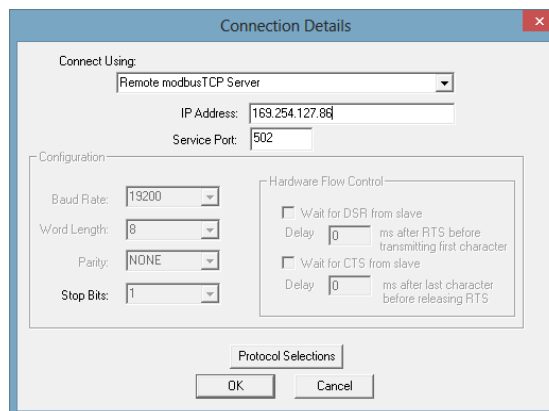 Connection Details
x
Connect Using:
Remote modbusTCP Server
IP Address: 169.254.127.86
Service Port: 502
Configuration
Baud Rate: 19200
Word Length: 8
Parity: NONE
Stop Bits: 1
Hardware Flow Control
Wait for DSR from slave
Delay 0 ms after RTS before
transmitting first character
Wait for CTS from slave
Delay 0 ms after last character
before releasing RTS
Protocol Selections
OK Cancel